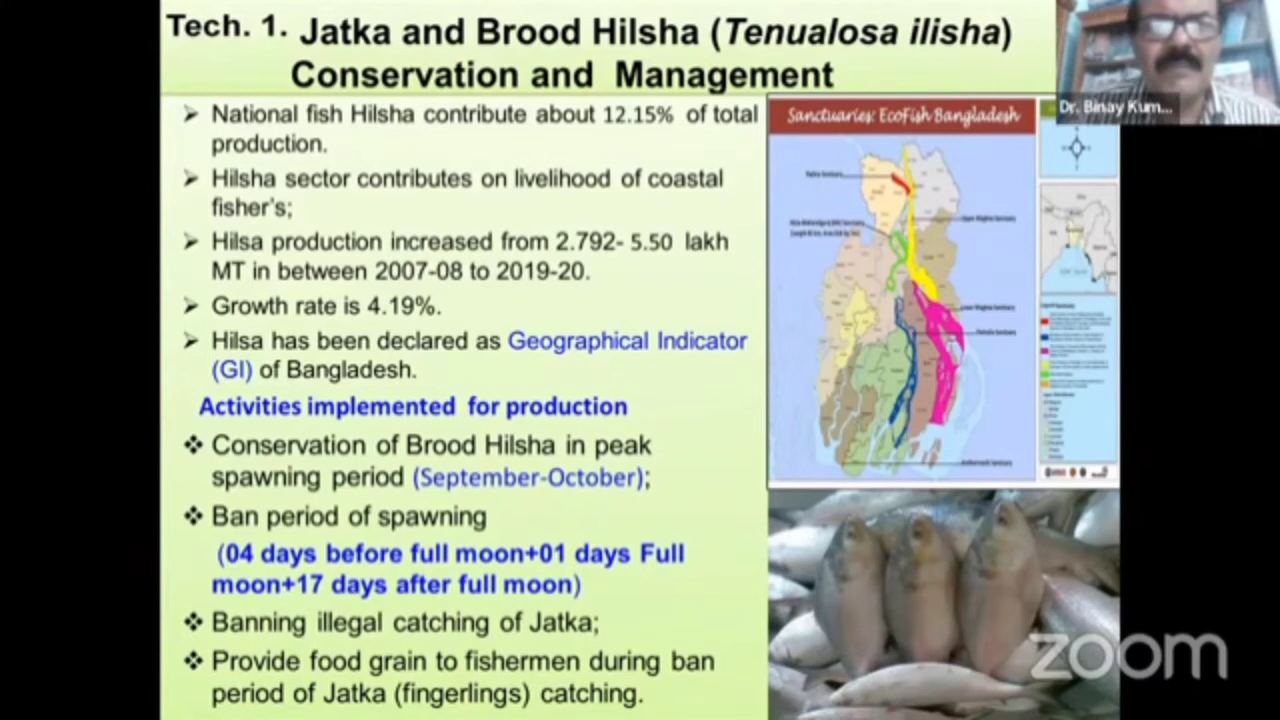 Tech. 1. Jatka and Brood Hilsha (Tenualosa ilisha)
Conservation and Management
➢ National fish Hilsha contribute about 12.15% of total
production.
➢ Hilsha sector contributes on livelihood of coastal
fisher's;
➢ Hilsa production increased from 2.792- 5.50 lakh
MT in between 2007-08 to 2019-20.
➢ Growth rate is 4.19%.
➢ Hilsa has been declared as Geographical Indicator
(GI) of Bangladesh.
Activities implemented for production
❖ Conservation of Brood Hilsha in peak
spawning period (September-October);
❖ Ban period of spawning
(04 days before full moon+01 days Full
moon+17 days after full moon)
❖ Banning illegal catching of Jatka;
❖ Provide food grain to fishermen during ban
period of Jatka (fingerlings) catching.
Sanctuaries: EcoFish Bangladesh
Dr. Binay Kum...
zoom